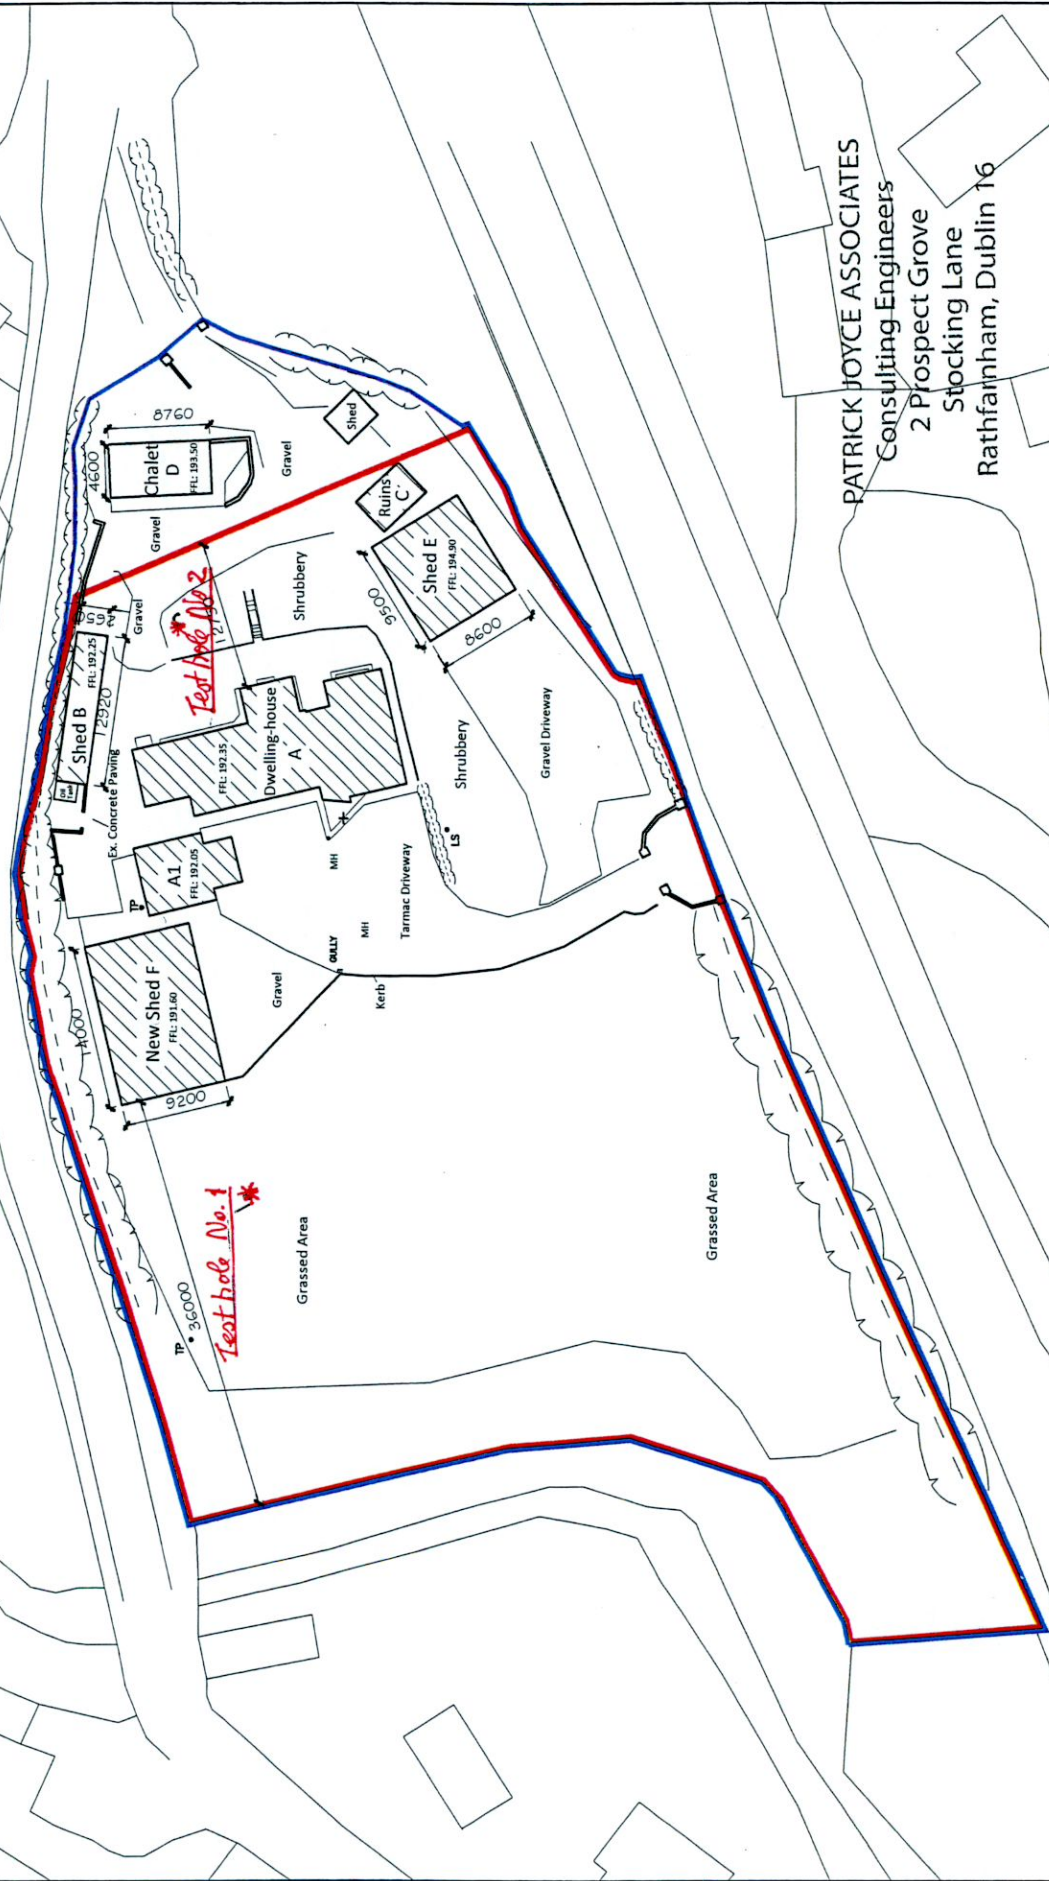 PATRICK JOYCE ASSOCIATES
Consulting Engineers
2 Prospect Grove
Stocking Lane
Rathfarnham, Dublin 16
Test hole No. 1
Test hole No 2
New Shed F
FFL: 191.60
14000
9200
36000
TP
TP
A1
FFL: 192.05
Shed B
FFL: 192.25
12920
Oil
Tank
Ex. Concrete Paving
Dwelling-house
A
FFL: 192.35
Chalet
D
FFL: 193.50
8760
4600
Shed
Ruins
C
Shed E
FFL: 194.90
9500
8600
Gravel
Gravel
Gravel
Gravel
Shrubbery
Shrubbery
Gravel Driveway
Tarmac Driveway
LS
MH
MH
GULLY
Kerb
Grassed Area
Grassed Area